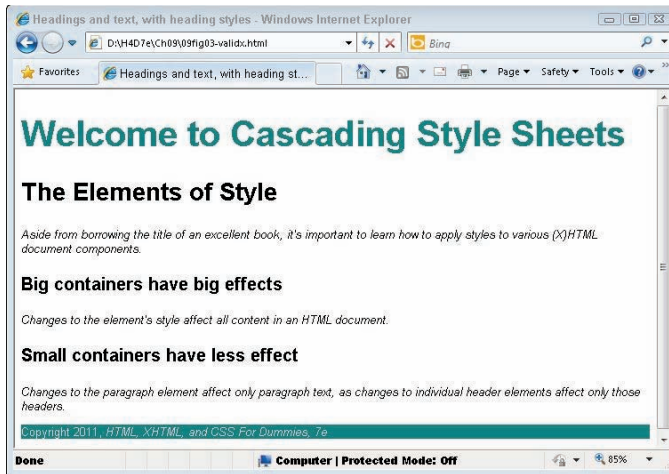 Headings and text, with heading styles - Windows Internet Explorer
D:\H4D7e\Ch09\09fig03-validx.html
Bing
Favorites
Headings and text, with heading st...
Page
Safety
Tools
Welcome to Cascading Style Sheets
The Elements of Style
Aside from borrowing the title of an excellent book, it's important to learn how to apply styles to various (X)HTML
document components.
Big containers have big effects
Changes to the element's style affect all content in an HTML document.
Small containers have less effect
Changes to the paragraph element affect only paragraph text, as changes to individual header elements affect only those
headers.
Copyright 2011, HTML, XHTML, and CSS For Dummies, 7e
Done
Computer | Protected Mode: Off
85%